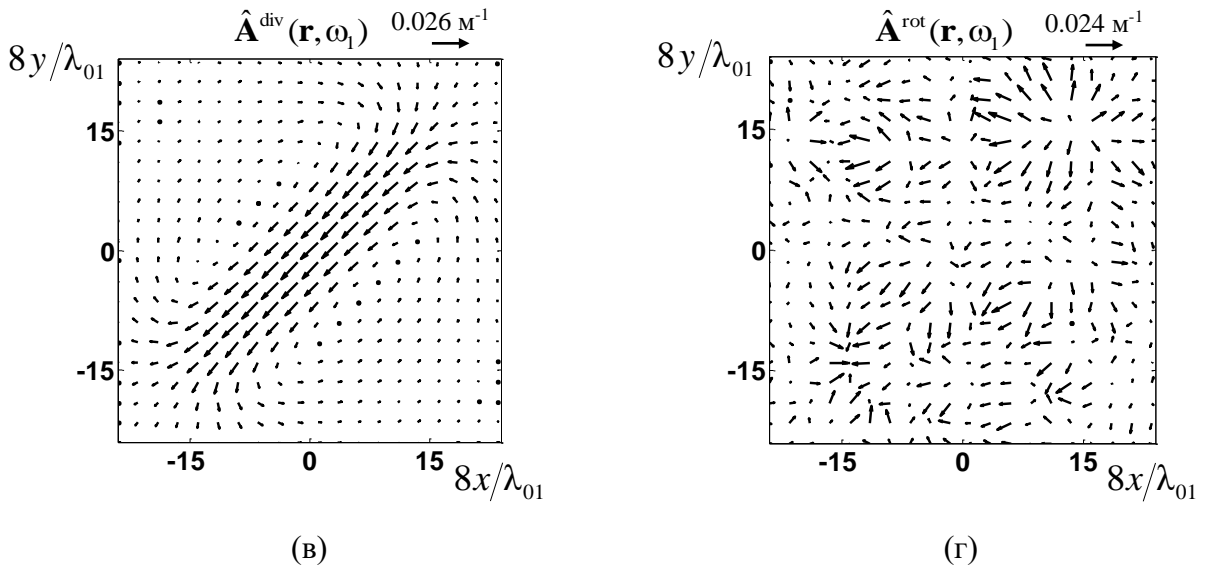 Â^div(r, ω₁) 0.026 м⁻¹
8y/λ₀₁
15
0
-15
-15 0 15
8x/λ₀₁
(в)
Â^rot(r, ω₁) 0.024 м⁻¹
8y/λ₀₁
15
0
-15
-15 0 15
8x/λ₀₁
(г)